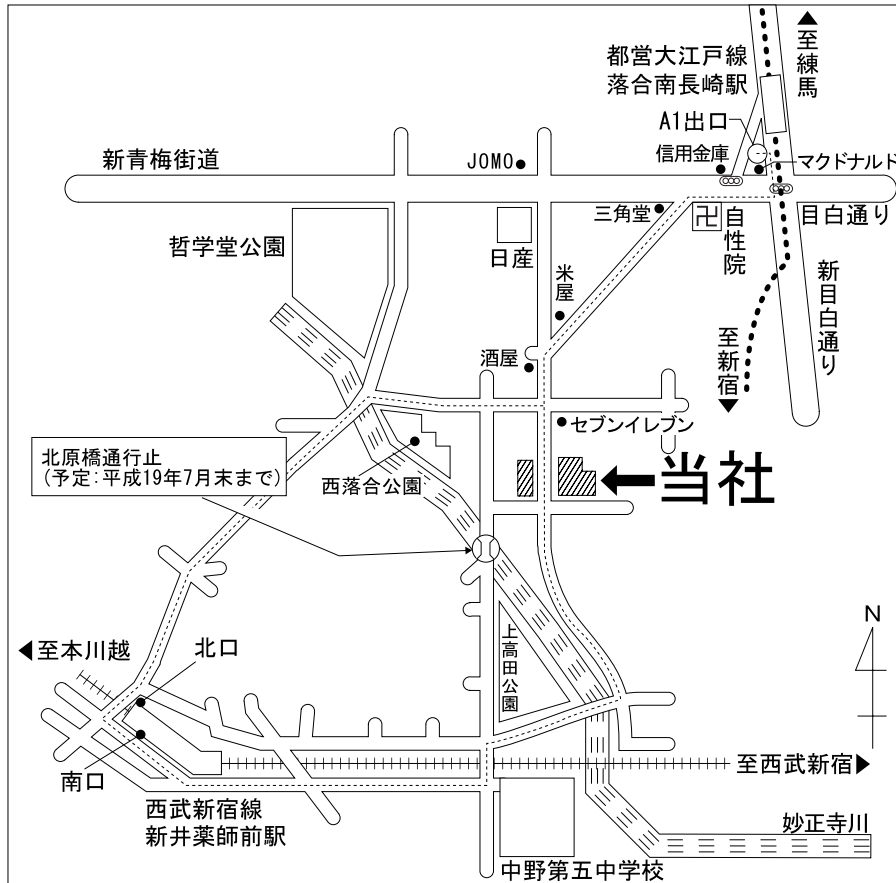 至練馬
都営大江戸線
落合南長崎駅
A1出口
信用金庫
マクドナルド
新青梅街道
JOMO
三角堂
卍
自性院
目白通り
哲学堂公園
日産
米屋
新目白通り
至新宿
酒屋
セブンイレブン
北原橋通行止
(予定:平成19年7月末まで)
西落合公園
当社
上高田公園
N
至本川越
北口
南口
至西武新宿
西武新宿線
新井薬師前駅
妙正寺川
中野第五中学校